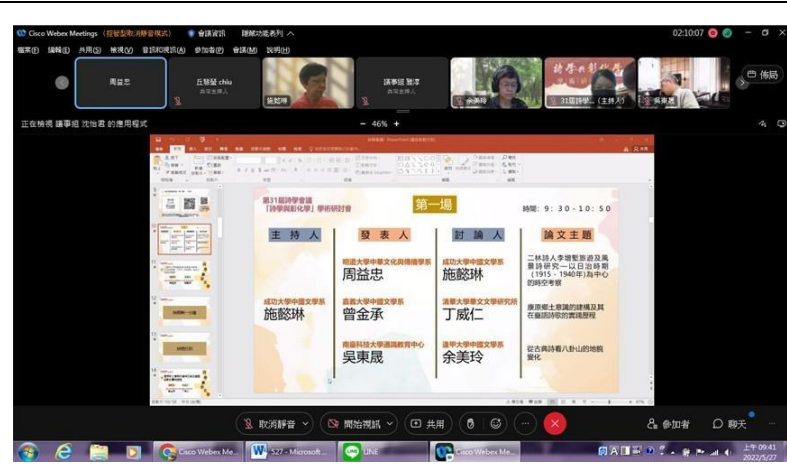 Cisco Webex Meetings
會議資訊
隱藏功能表列
02:10:07
檔案(F)
編輯(E)
共用(S)
檢視(V)
音訊和視訊(A)
參加者(P)
會議(M)
說明(H)
周益忠
丘慧瑩 chiu
共同主持人
施懿琳
議事組 雅淳
共同主持人
余美玲
31屆詩學... (主持人)
吳東晟
佈局
正在檢視 議事組 沈怡君 的應用程式
46%
第31屆詩學會議
「詩學與彰化學」學術研討會
第一場
時間: 9:30-10:50
主持人
發表人
討論人
論文主題
明道大學中華文化與傳播學系
周益忠
成功大學中國文學系
施懿琳
二林詩人李增塹旅遊及風
景詩研究—以日治時期
(1915-1940年)為中心
的時空考察
成功大學中國文學系
施懿琳
嘉義大學中國文學系
曾金承
清華大學華文文學研究所
丁威仁
康原鄉土意識的建構及其
在臺語詩歌的實踐歷程
南臺科技大學通識教育中心
吳東晟
逢甲大學中國文學系
余美玲
從古典詩看八卦山的地貌
變化
取消靜音
開始視訊
共用
參加者
聊天
Cisco Webex Me...
527 - Microsoft...
LINE
Cisco Webex Me...
上午 09:41
2022/5/27